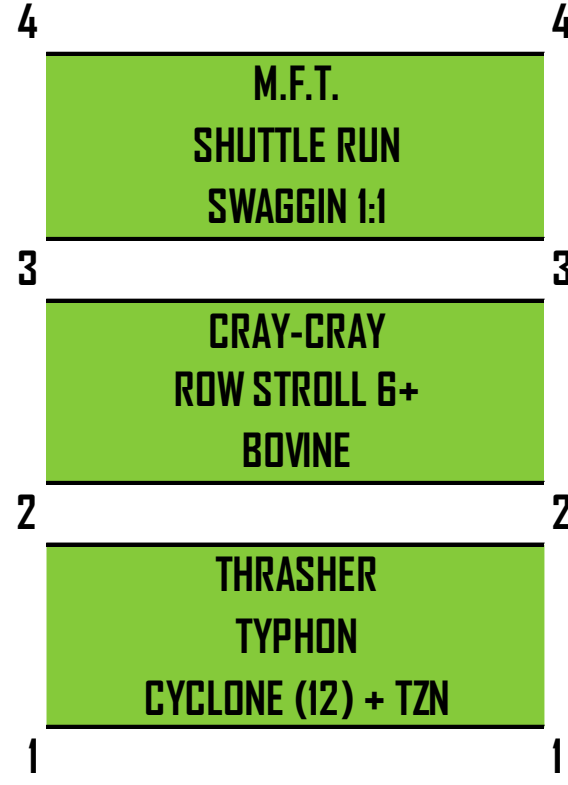 4 4
M.F.T.
SHUTTLE RUN
SWAGGIN 1:1
3 3
CRAY-CRAY
ROW STROLL 6+
BOVINE
2 2
THRASHER
TYPHON
CYCLONE (12) + TZN
1 1